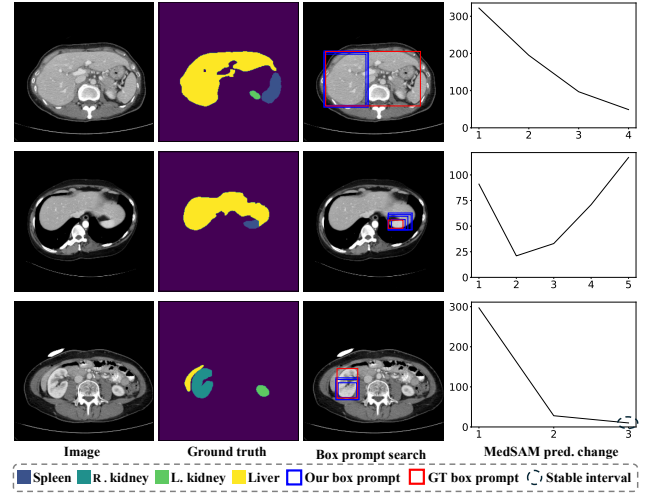 300
200
100
0
1 2 3 4
100
75
50
25
0
1 2 3 4 5
300
200
100
0
1 2 3
Image Ground truth Box prompt search MedSAM pred. change
Spleen R. kidney L. kidney Liver Our box prompt GT box prompt Stable interval